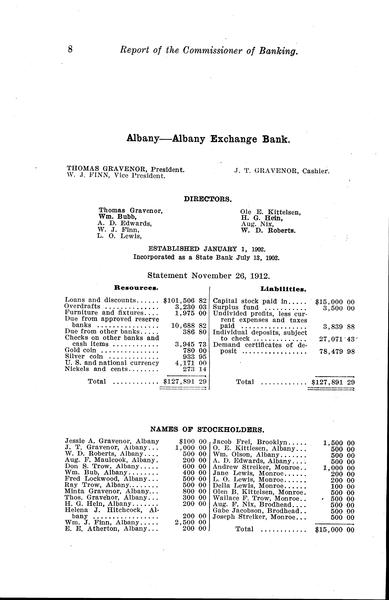 8 Report of the Commissioner of Banking.
Albany—Albany Exchange Bank.
THOMAS GRAVENOR, President.
W. J. FINN, Vice President.
J. T. GRAVENOR, Cashier.
DIRECTORS.
Thomas Gravenor,
Wm. Bubb,
A. D. Edwards,
W. J. Finn,
L. O. Lewis,
Ole E. Kittelsen,
H. G. Hein,
Aug. Nix,
W. D. Roberts.
ESTABLISHED JANUARY 1, 1902.
Incorporated as a State Bank July 13, 1903.
Statement November 26, 1912.
Resources.
Loans and discounts...... $101,506 82
Overdrafts ................ 3,230 03
Furniture and fixtures.... 1,975 00
Due from approved reserve
banks ................ 10,688 82
Due from other banks..... 386 80
Checks on other banks and
cash items ............ 3,945 73
Gold coin ................ 780 00
Silver coin .............. 933 95
U. S. and national currency 4,171 00
Nickels and cents........ 273 14
Total ............ $127,891 29
Liabilities.
Capital stock paid in..... $15,000 00
Surplus fund ............. 3,500 00
Undivided profits, less cur-
rent expenses and taxes
paid ................. 3,839 88
Individual deposits, subject
to check .............. 27,071 43
Demand certificates of de-
posit ................. 78,479 98
Total ............ $127,891 29
NAMES OF STOCKHOLDERS.
Jessie A. Gravenor, Albany $100 00
J. T. Gravenor, Albany.... 1,000 00
W. D. Roberts, Albany.... 500 00
Aug. F. Maulcook, Albany. 200 00
Don S. Trow, Albany..... 600 00
Wm. Bub, Albany......... 400 00
Fred Lockwood, Albany... 500 00
Ray Trow, Albany........ 500 00
Minta Gravenor, Albany... 800 00
Thos. Gravenor, Albany... 300 00
H. G. Hein, Albany....... 200 00
Helena J. Hitchcock, Al-
bany .................. 200 00
Wm. J. Finn, Albany...... 2,500 00
E. E. Atherton, Albany... 200 00
Jacob Frei, Brooklyn..... 1,500 00
O. E. Kittlesen, Albany... 500 00
Wm. Olson, Albany....... 500 00
A. D. Edwards, Albany... 500 00
Andrew Streiker, Monroe.. 1,000 00
Jane Lewis, Monroe....... 200 00
L. O. Lewis, Monroe...... 200 00
Della Lewis, Monroe...... 100 00
Olen B. Kittelsen, Monroe. 500 00
Wallace F. Trow, Monroe. 500 00
Aug. F. Nix, Brodhead... 500 00
Gabe Jacobson, Brodhead.. 500 00
Joseph Streiker, Monroe... 500 00
Total ............ $15,000 00